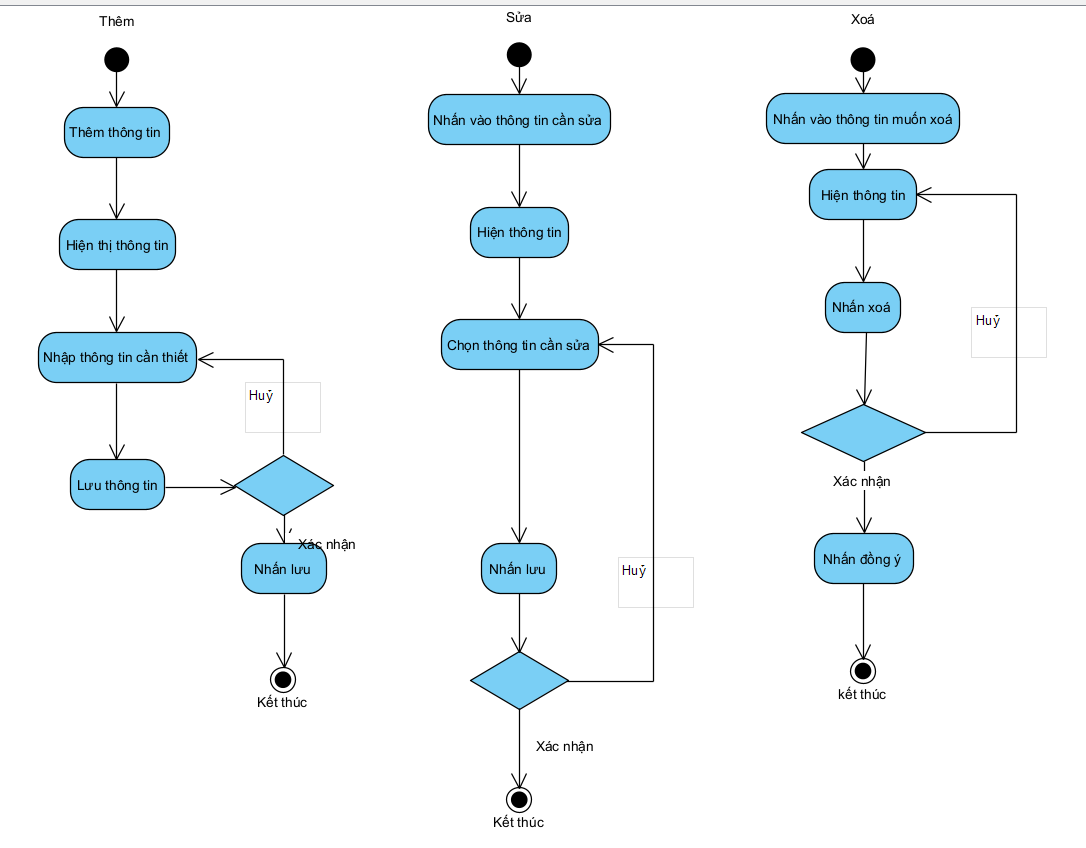 Thêm
Thêm thông tin
Hiện thị thông tin
Nhập thông tin cần thiết
Huỷ
Lưu thông tin
Xác nhận
Nhấn lưu
Kết thúc
Sửa
Nhấn vào thông tin cần sửa
Hiện thông tin
Chọn thông tin cần sửa
Nhấn lưu
Huỷ
Xác nhận
Kết thúc
Xoá
Nhấn vào thông tin muốn xoá
Hiện thông tin
Nhấn xoá
Huỷ
Xác nhận
Nhấn đồng ý
kết thúc